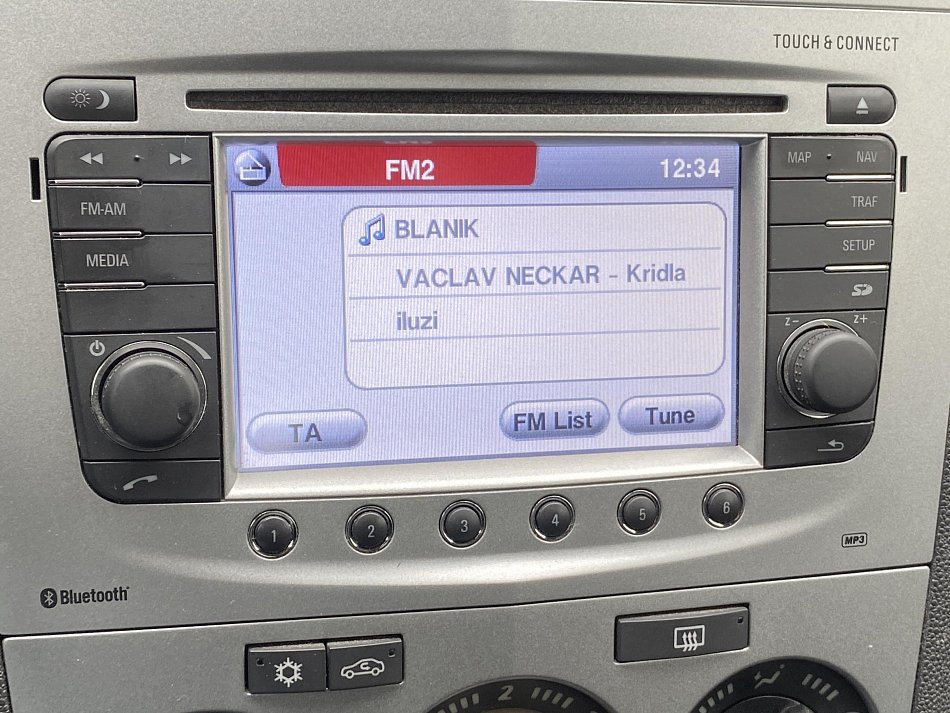 TOUCH & CONNECT
FM-AM
MEDIA
FM2
12:34
BLANIK
VACLAV NECKAR - Kridla
iluzi
TA
FM List
Tune
MAP
NAV
TRAF
SETUP
SD
Z-
Z+
1
2
3
4
5
6
MP3
Bluetooth
2